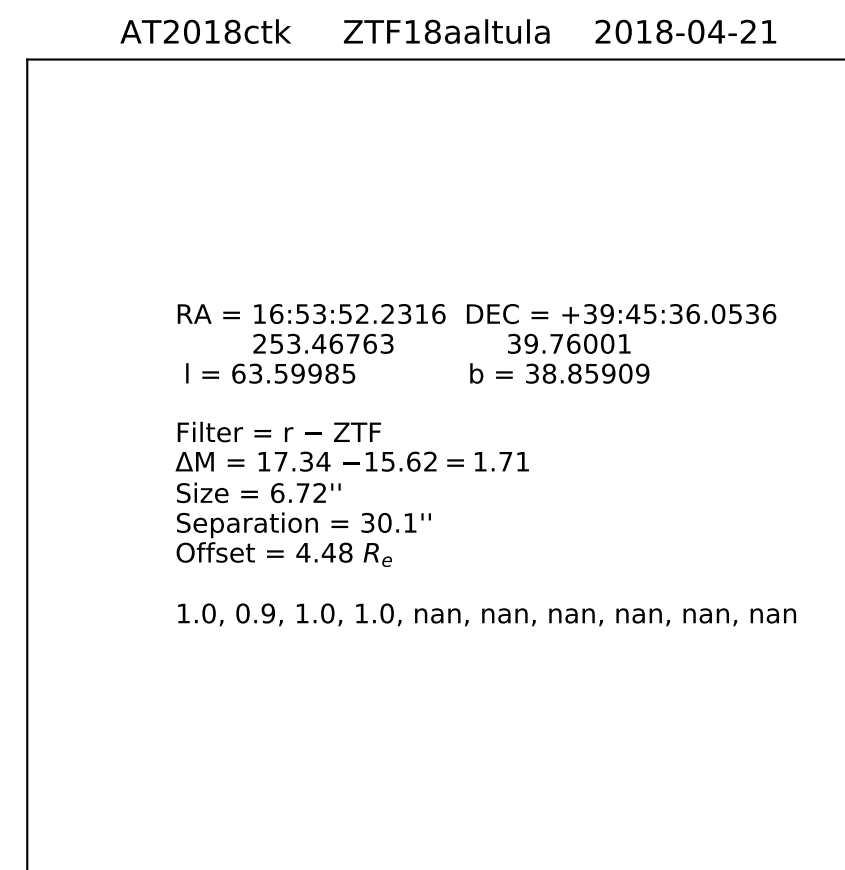 AT2018ctk ZTF18aaltula 2018-04-21
RA = 16:53:52.2316 DEC = +39:45:36.0536
253.46763 39.76001
l = 63.59985 b = 38.85909
Filter = r − ZTF
ΔM = 17.34 −15.62 = 1.71
Size = 6.72''
Separation = 30.1''
Offset = 4.48 Rₑ
1.0, 0.9, 1.0, 1.0, nan, nan, nan, nan, nan, nan